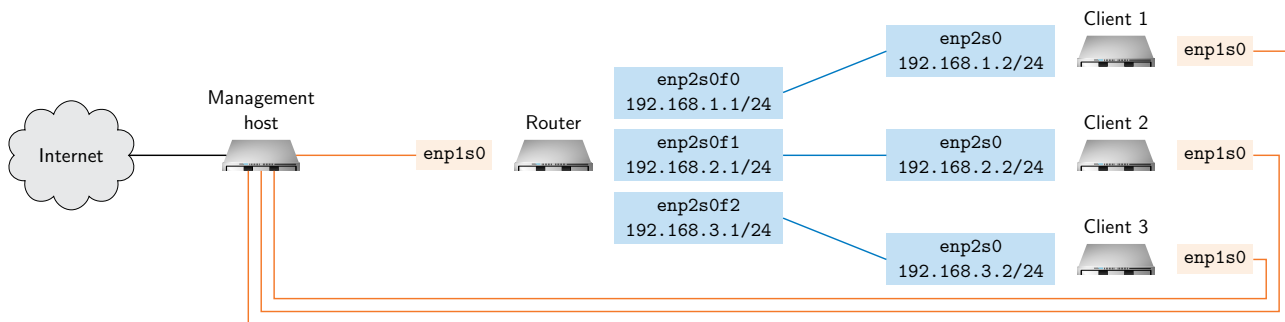 Internet
Management
host
enp1s0
Router
enp2s0f0
192.168.1.1/24
enp2s0f1
192.168.2.1/24
enp2s0f2
192.168.3.1/24
enp2s0
192.168.1.2/24
Client 1
enp1s0
enp2s0
192.168.2.2/24
Client 2
enp1s0
enp2s0
192.168.3.2/24
Client 3
enp1s0